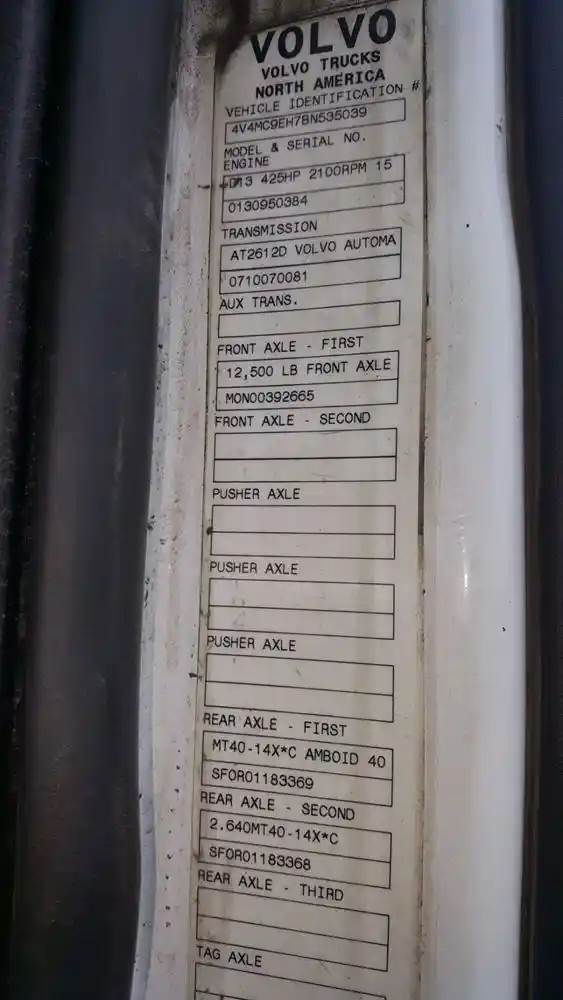 VOLVO
VOLVO TRUCKS
NORTH AMERICA
VEHICLE IDENTIFICATION #
4V4MC9EH7BN535039
MODEL & SERIAL NO.
ENGINE
D13 425HP 2100RPM 15
0130950384
TRANSMISSION
AT2612D VOLVO AUTOMA
0710070081
AUX TRANS.
FRONT AXLE - FIRST
12,500 LB FRONT AXLE
MON00392665
FRONT AXLE - SECOND
PUSHER AXLE
PUSHER AXLE
PUSHER AXLE
REAR AXLE - FIRST
MT40-14X*C AMBOID 40
SFOR01183369
REAR AXLE - SECOND
2.640MT40-14X*C
SFOR01183368
REAR AXLE - THIRD
TAG AXLE